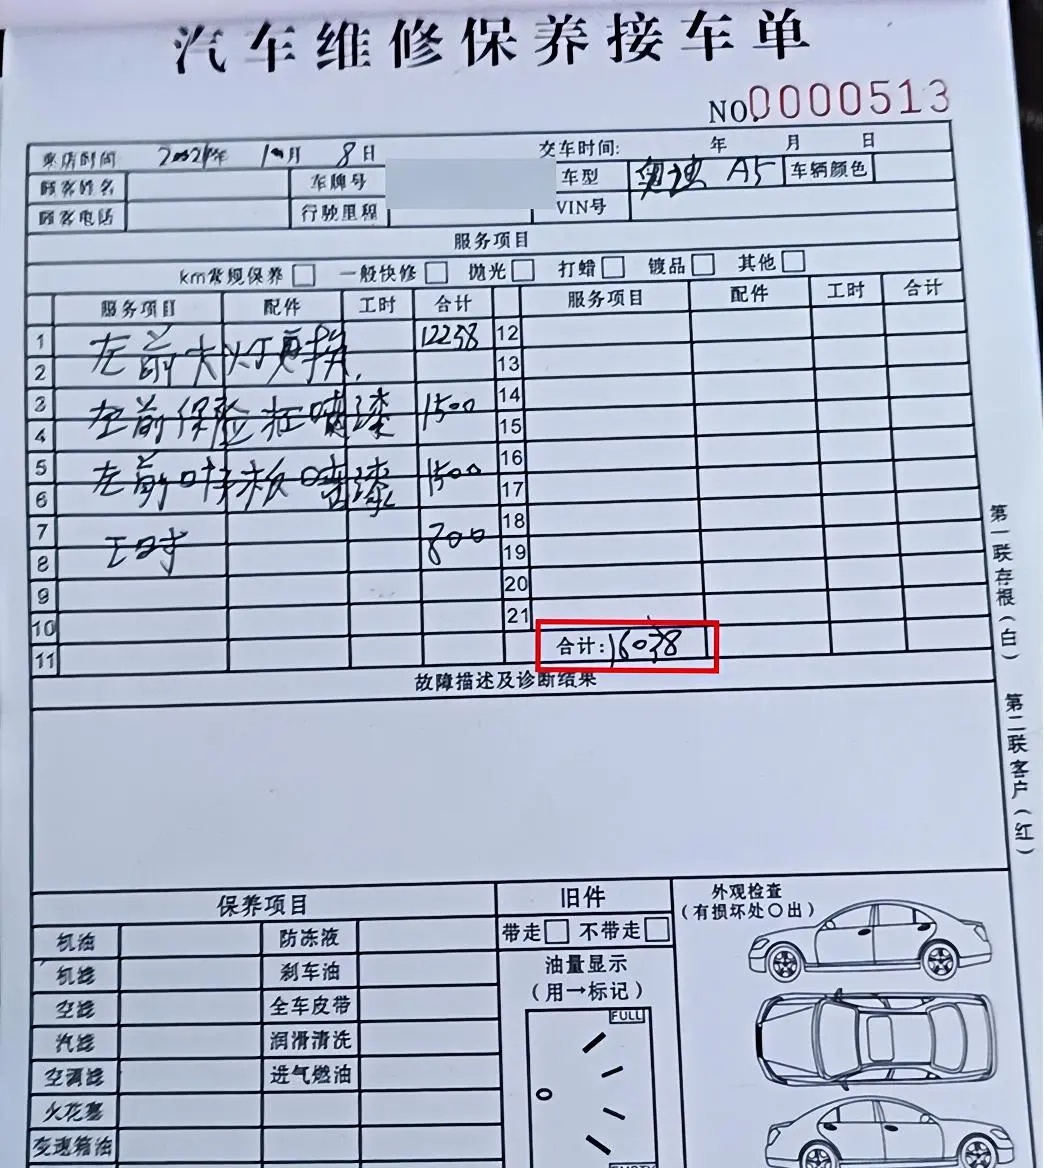 汽车维修保养接车单
NO.0000513
来店时间 2024年 10月 8日 交车时间: 年 月 日
顾客姓名 车牌号 车型 奥迪 A5 车辆颜色
顾客电话 行驶里程 VIN号
服务项目
km常规保养 一般快修 抛光 打蜡 镀晶 其他
服务项目 配件 工时 合计 服务项目 配件 工时 合计
1 左前大灯更换. 12238 12
2 13
3 左前保险杠喷漆 1500 14
4 15
5 左前叶子板喷漆 1500 16
6 17
7 工时 800 18
8 19
9 20
10 21
11 合计:16038
故障描述及诊断结果
第一联存根(白)
第二联客户(红)
保养项目 旧件
机油 防冻液 带走 不带走
机滤 刹车油 油量显示
空滤 全车皮带 (用→标记)
汽滤 润滑清洗 FULL
空调滤 进气燃油
火花塞
变速箱油 EMPTY
外观检查
(有损坏处〇出)